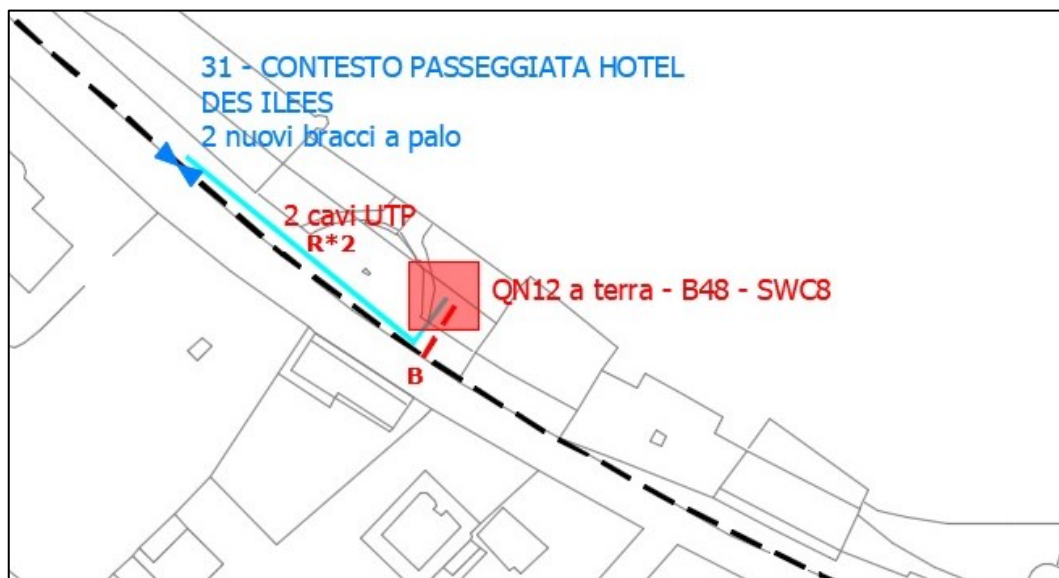 31 - CONTESTO PASSEGGIATA HOTEL
DES ILEES
2 nuovi bracci a palo
2 cavi UTP
R*2
QN12 a terra - B48 - SWC8
B